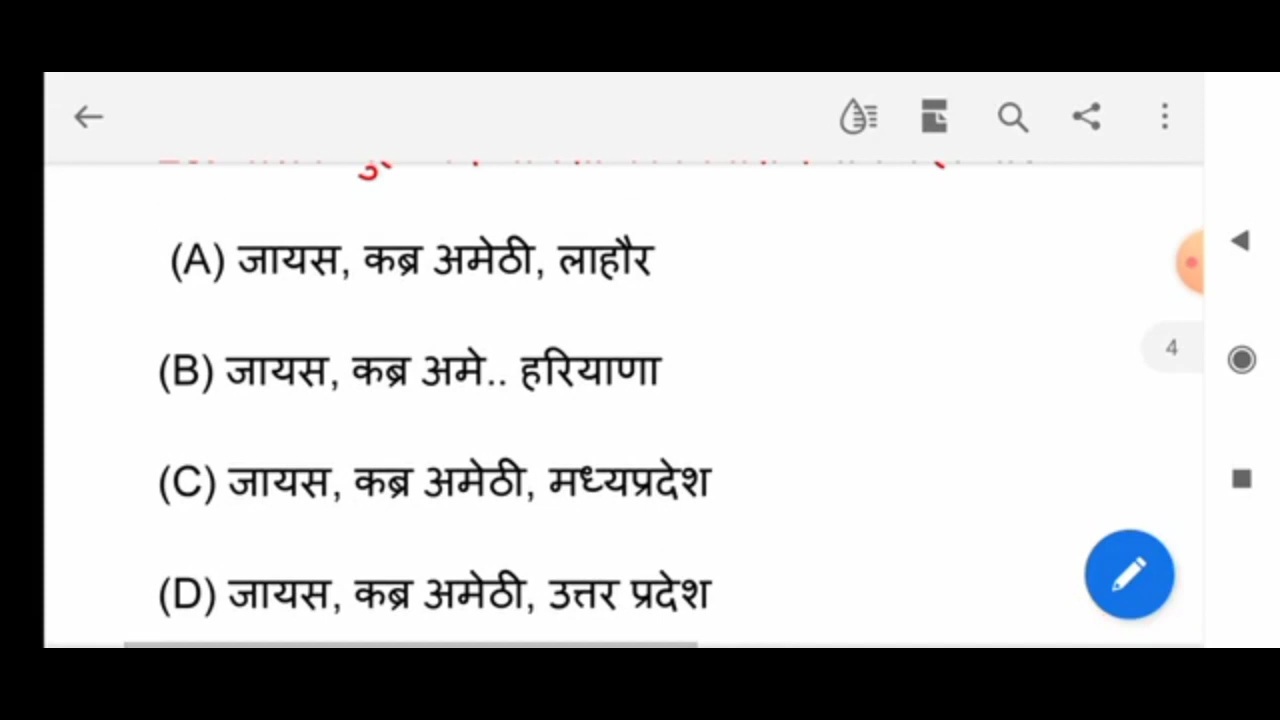 (A) जायस, कब्र अमेठी, लाहौर
4
(B) जायस, कब्र अमे.. हरियाणा
(C) जायस, कब्र अमेठी, मध्यप्रदेश
(D) जायस, कब्र अमेठी, उत्तर प्रदेश